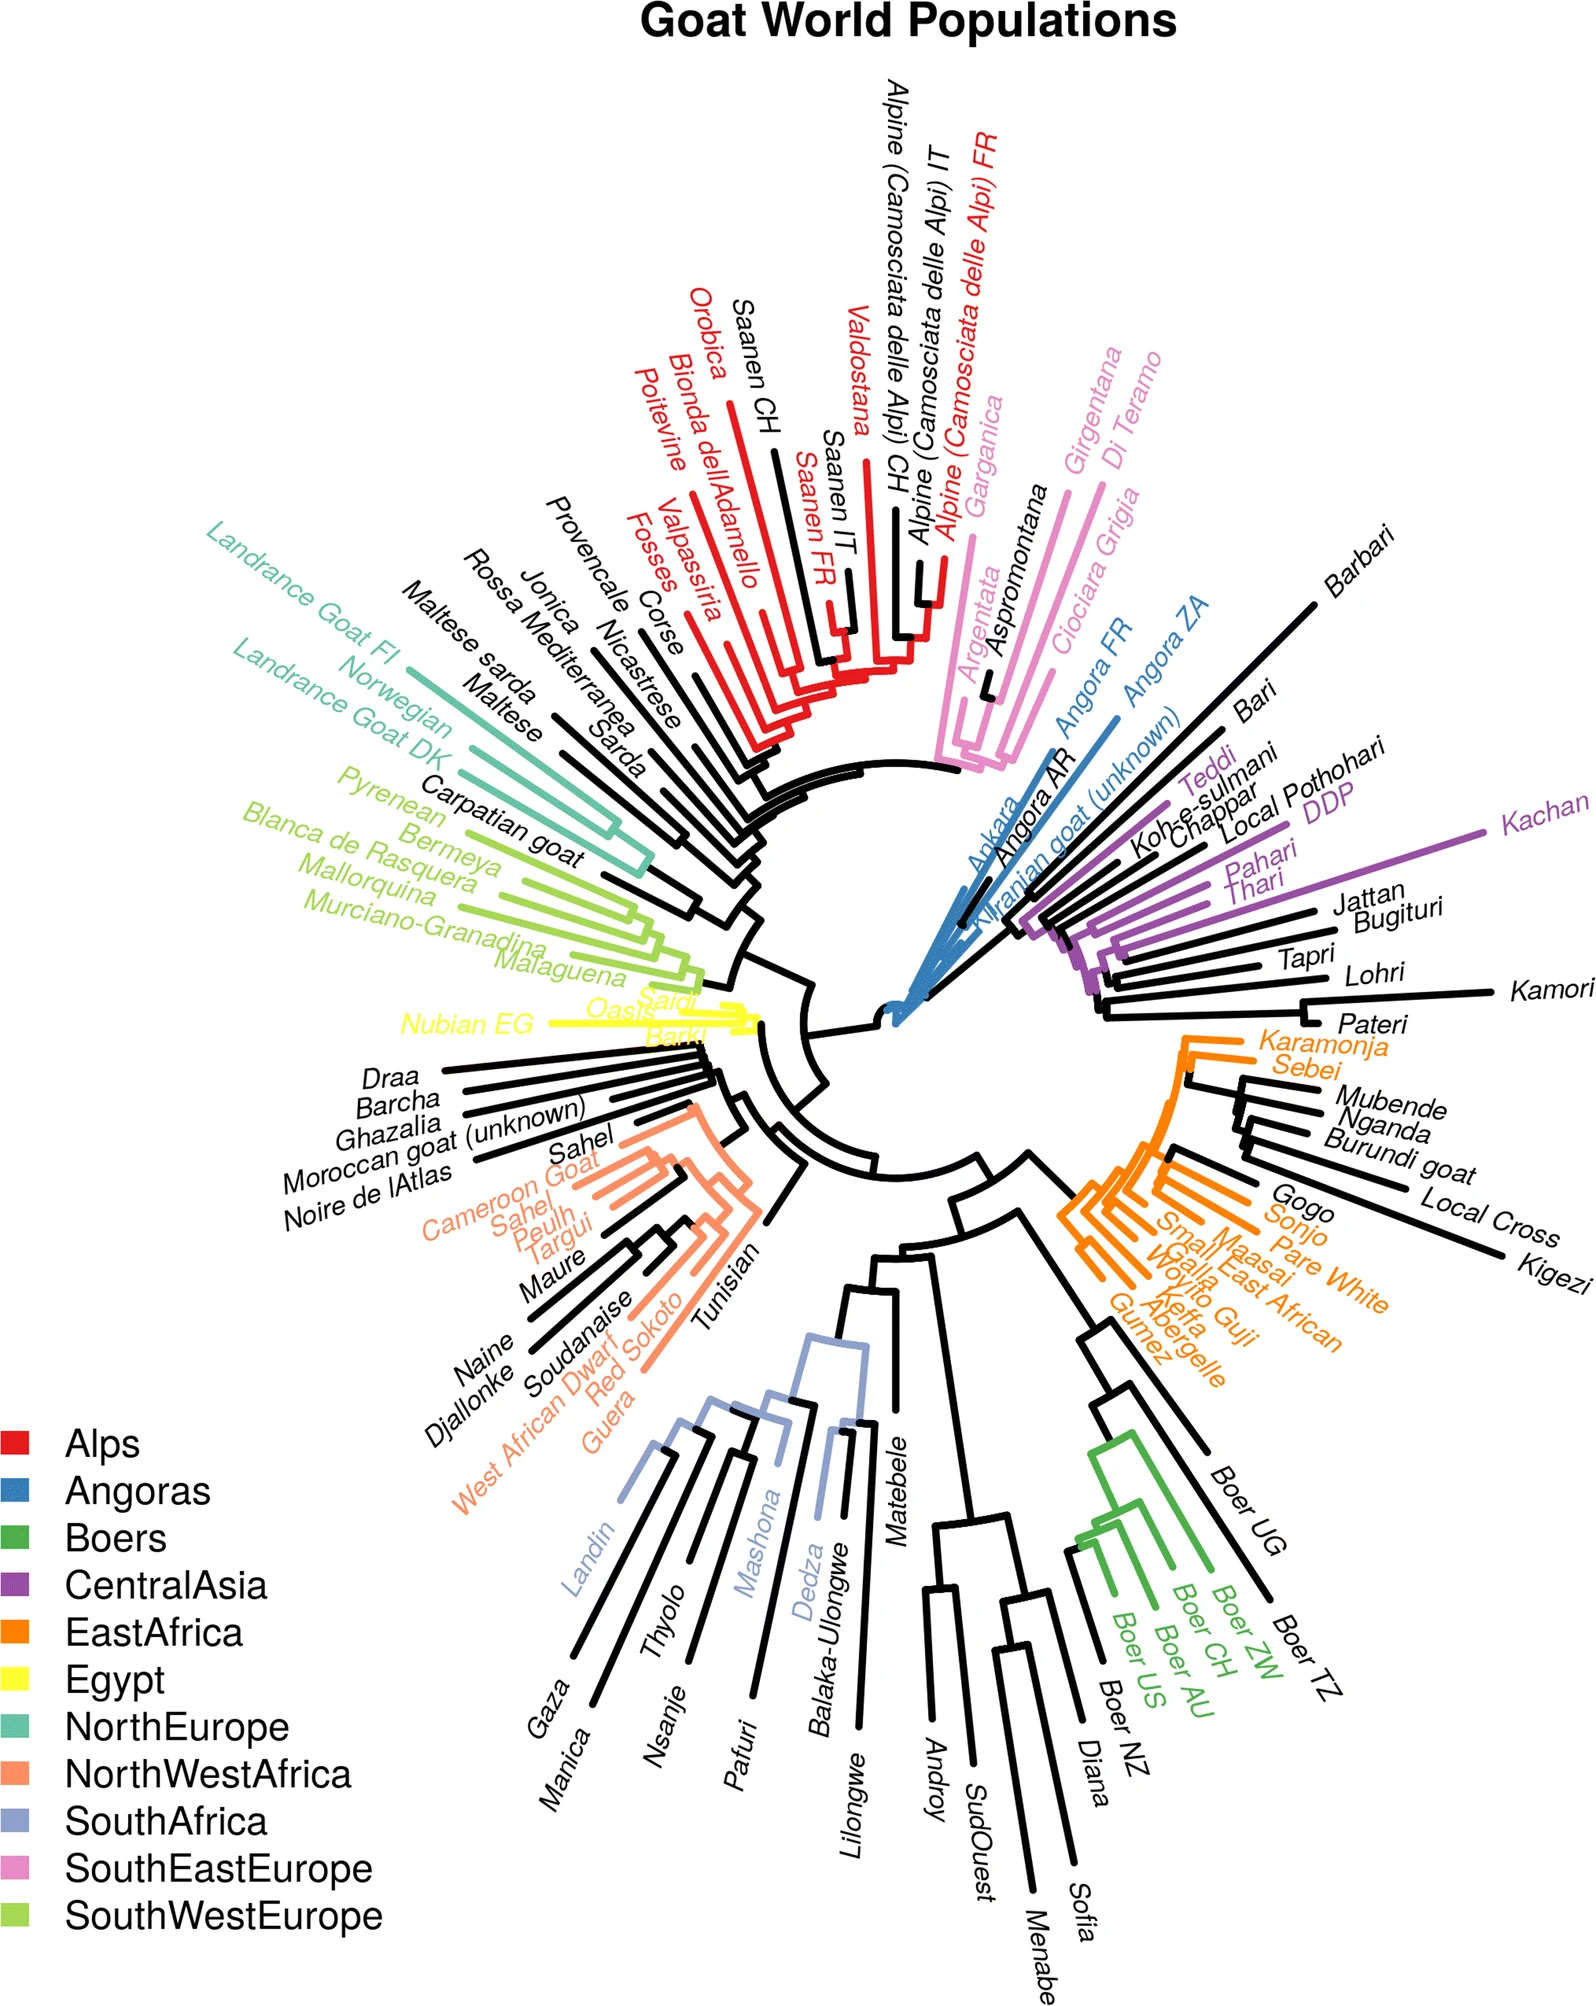 Goat World Populations
Alpine (Camosciata delle Alpi) CH
Alpine (Camosciata delle Alpi) IT
Alpine (Camosciata delle Alpi) FR
Valdostana
Saanen IT
Saanen FR
Saanen CH
Orobica
Bionda dellAdamello
Poitevine
Valpassiria
Fosses
Corse
Provencale
Nicastrese
Jonica
Rossa Mediterranea
Sarda
Maltese sarda
Maltese
Landrance Goat FI
Norwegian
Landrance Goat DK
Carpatian goat
Pyrenean
Bermeya
Blanca de Rasquera
Mallorquina
Murciano-Granadina
Malaguena
Saidi
Oasis
Nubian EG
Barki
Draa
Barcha
Ghazalia
Moroccan goat (unknown)
Noire de lAtlas
Sahel
Cameroon Goat
Sahel
Peulh
Targui
Maure
Naine
Djallonke
Soudanaise
West African Dwarf
Red Sokoto
Guera
Tunisian
Landin
Gaza
Manica
Thyolo
Nsanje
Mashona
Pafuri
Dedza
Balaka-Ulongwe
Lilongwe
Matebele
Androy
SudOuest
Menabe
Sofia
Diana
Boer NZ
Boer US
Boer AU
Boer CH
Boer ZW
Boer TZ
Boer UG
Gumez
Abergelle
Keffa
Woyito Guji
Galla
Small East African
Maasai
Pare White
Sonjo
Gogo
Kigezi
Local Cross
Burundi goat
Nganda
Mubende
Sebei
Karamonja
Pateri
Kamori
Lohri
Tapri
Bugituri
Jattan
Kachan
Thari
Pahari
DDP
Local Pothohari
Chappar
Koh-e-sulmani
Teddi
Bari
Barbari
Iranian goat (unknown)
Angora ZA
Angora AR
Angora FR
Ankara
Ciociara Grigia
Di Teramo
Girgentana
Aspromontana
Argentata
Garganica
Alps
Angoras
Boers
CentralAsia
EastAfrica
Egypt
NorthEurope
NorthWestAfrica
SouthAfrica
SouthEastEurope
SouthWestEurope